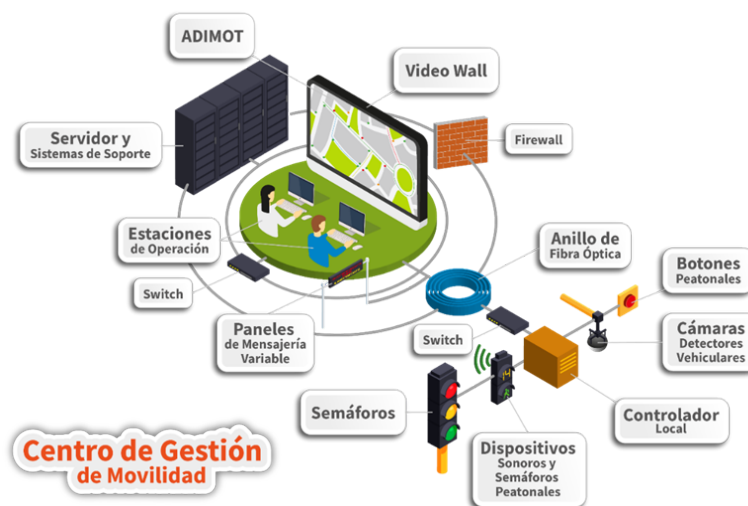 ADIMOT
Video Wall
Servidor y
Sistemas de Soporte
Firewall
Estaciones
de Operación
Anillo de
Fibra Óptica
Botones
Peatonales
Switch
Paneles
de Mensajería
Variable
Switch
Cámaras
Detectores
Vehiculares
Semáforos
Controlador
Local
14
Dispositivos
Sonoros y
Semáforos
Peatonales
Centro de Gestión
de Movilidad